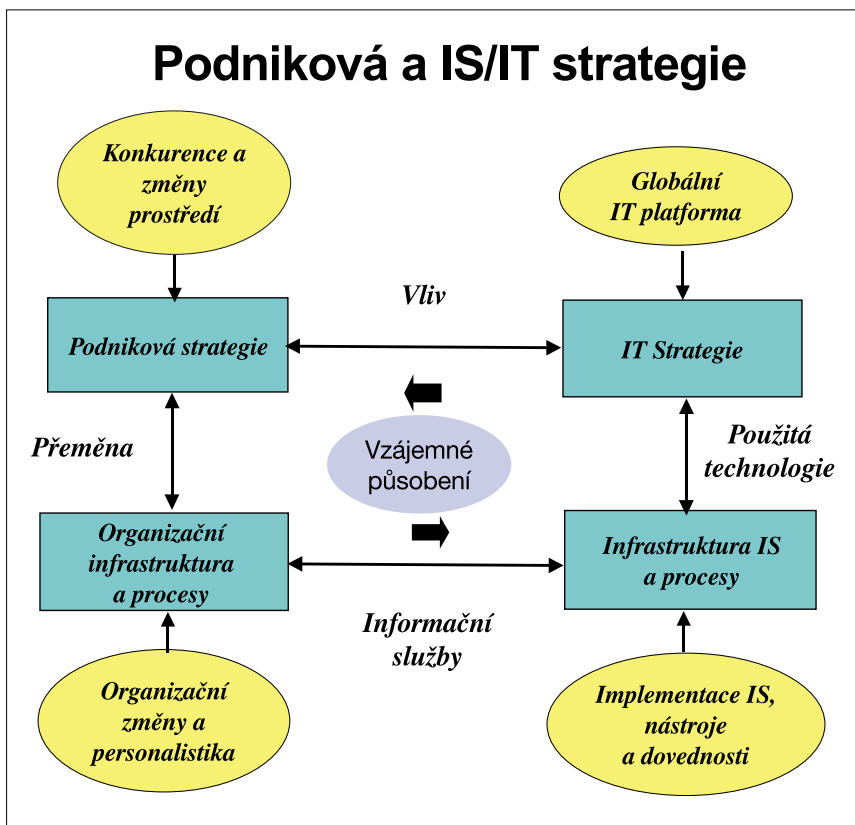 Podniková a IS/IT strategie
Konkurence a
změny
prostředí
Globální
IT platforma
Vliv
Podniková strategie
IT Strategie
Přeměna
Vzájemné
působení
Použitá
technologie
Organizační
infrastruktura
a procesy
Infrastruktura IS
a procesy
Informační
služby
Organizační
změny a
personalistika
Implementace IS,
nástroje
a dovednosti